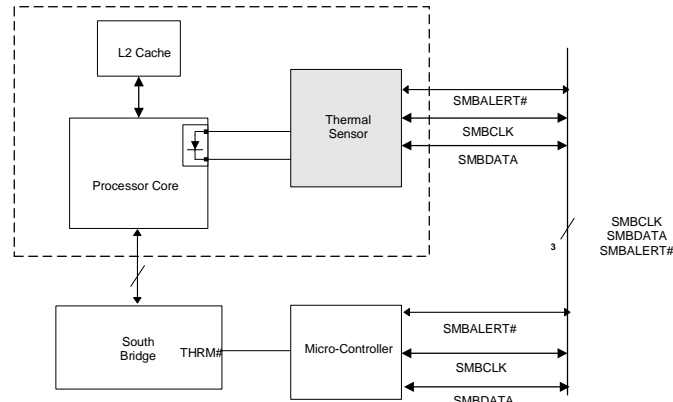 L2 Cache
Thermal
Sensor
SMBALERT#
SMBCLK
SMBDATA
Processor Core
3
SMBCLK
SMBDATA
SMBALERT#
South
Bridge
THRM#
Micro-Controller
SMBALERT#
SMBCLK
SMBDATA